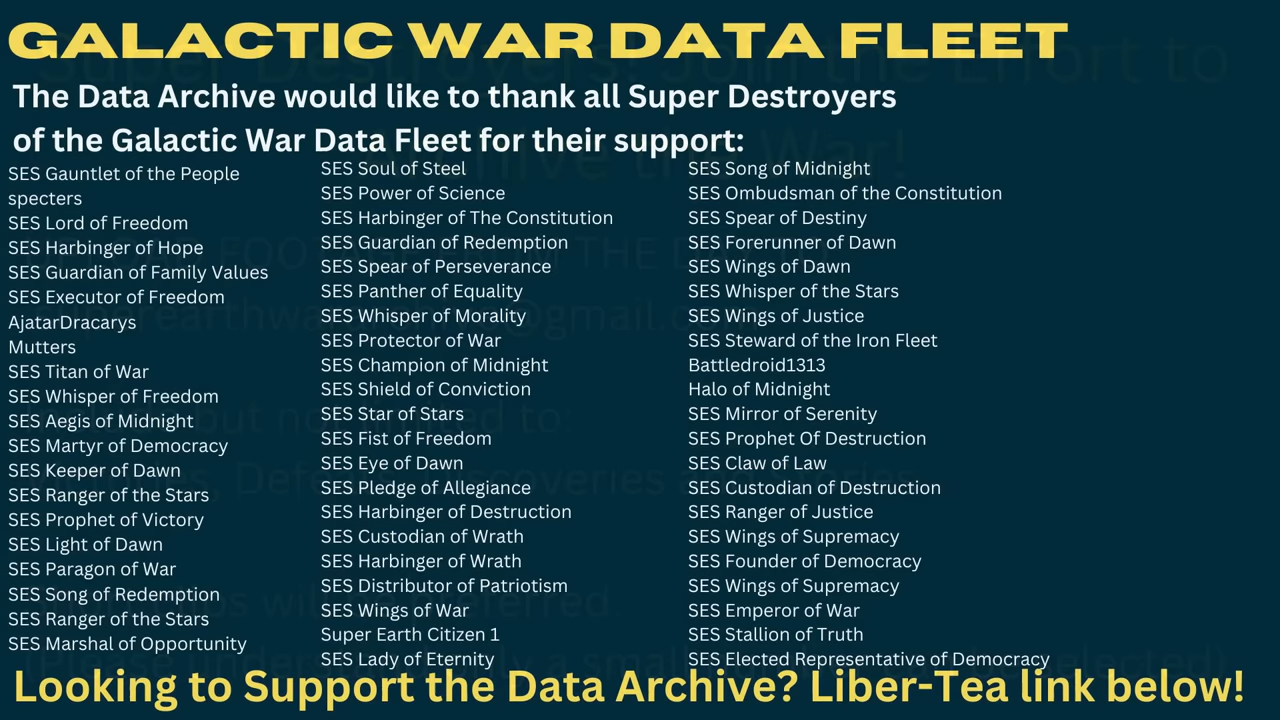 GALACTIC WAR DATA FLEET
The Data Archive would like to thank all Super Destroyers
of the Galactic War Data Fleet for their support:
SES Gauntlet of the People
specters
SES Lord of Freedom
SES Harbinger of Hope
SES Guardian of Family Values
SES Executor of Freedom
AjatarDracarys
Mutters
SES Titan of War
SES Whisper of Freedom
SES Aegis of Midnight
SES Martyr of Democracy
SES Keeper of Dawn
SES Ranger of the Stars
SES Prophet of Victory
SES Light of Dawn
SES Paragon of War
SES Song of Redemption
SES Ranger of the Stars
SES Marshal of Opportunity
SES Soul of Steel
SES Power of Science
SES Harbinger of The Constitution
SES Guardian of Redemption
SES Spear of Perseverance
SES Panther of Equality
SES Whisper of Morality
SES Protector of War
SES Champion of Midnight
SES Shield of Conviction
SES Star of Stars
SES Fist of Freedom
SES Eye of Dawn
SES Pledge of Allegiance
SES Harbinger of Destruction
SES Custodian of Wrath
SES Harbinger of Wrath
SES Distributor of Patriotism
SES Wings of War
Super Earth Citizen 1
SES Lady of Eternity
SES Song of Midnight
SES Ombudsman of the Constitution
SES Spear of Destiny
SES Forerunner of Dawn
SES Wings of Dawn
SES Whisper of the Stars
SES Wings of Justice
SES Steward of the Iron Fleet
Battledroid1313
Halo of Midnight
SES Mirror of Serenity
SES Prophet Of Destruction
SES Claw of Law
SES Custodian of Destruction
SES Ranger of Justice
SES Wings of Supremacy
SES Founder of Democracy
SES Wings of Supremacy
SES Emperor of War
SES Stallion of Truth
SES Elected Representative of Democracy
Looking to Support the Data Archive? Liber-Tea link below!